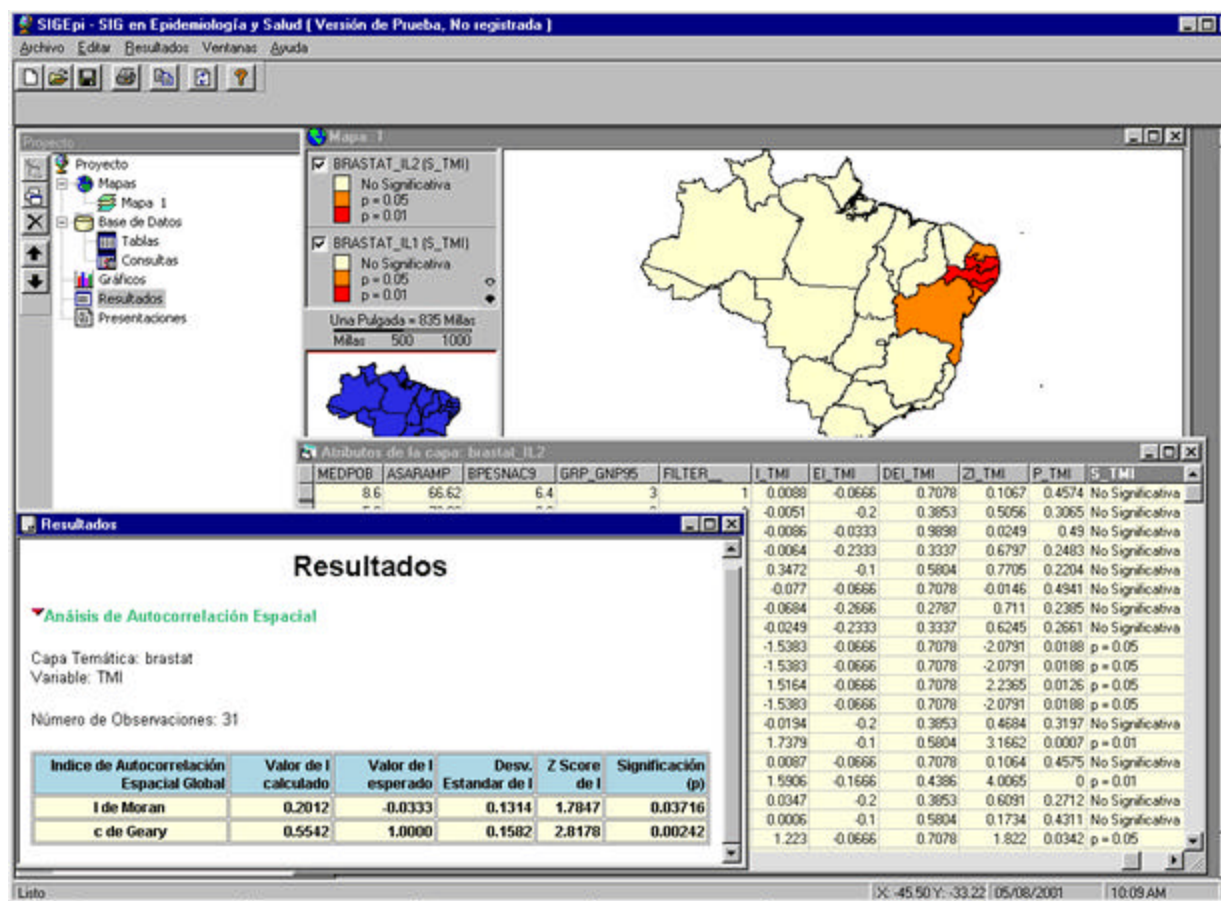 SIGEpi - SIG en Epidemiología y Salud ( Versión de Prueba, No registrada )
Archivo Editar Resultados Ventanas Ayuda
Proyecto
Proyecto
Mapas
Mapa 1
Base de Datos
Tablas
Consultas
Gráficos
Resultados
Presentaciones
Mapa 1
BRASTAT_IL2 (S_TMI)
No Significativa
p = 0.05
p = 0.01
BRASTAT_IL1 (S_TMI)
No Significativa
p = 0.05
p = 0.01
Una Pulgada = 835 Millas
Millas 500 1000
Atributos de la capa: brastat_IL2
MEDPOB ASARAMP BPESNAC9 GRP_GNP95 FILTER__ I_TMI EI_TMI DEI_TMI ZI_TMI P_TMI S_TMI
8.6 66.62 6.4 3 1 0.0088 -0.0666 0.7078 0.1067 0.4574 No Significativa
-0.0051 -0.2 0.3853 0.5056 0.3065 No Significativa
-0.0086 -0.0333 0.9898 0.0249 0.49 No Significativa
-0.0064 -0.2333 0.3337 0.6797 0.2483 No Significativa
0.3472 -0.1 0.5804 0.7705 0.2204 No Significativa
-0.077 -0.0666 0.7078 -0.0146 0.4941 No Significativa
-0.0684 -0.2666 0.2787 0.711 0.2385 No Significativa
-0.0249 -0.2333 0.3337 0.6245 0.2661 No Significativa
-1.5383 -0.0666 0.7078 -2.0791 0.0188 p = 0.05
-1.5383 -0.0666 0.7078 -2.0791 0.0188 p = 0.05
1.5164 -0.0666 0.7078 2.2365 0.0126 p = 0.05
-1.5383 -0.0666 0.7078 -2.0791 0.0188 p = 0.05
-0.0194 -0.2 0.3853 0.4684 0.3197 No Significativa
1.7379 -0.1 0.5804 3.1662 0.0007 p = 0.01
0.0087 -0.0666 0.7078 0.1064 0.4575 No Significativa
1.5906 -0.1666 0.4386 4.0065 0 p = 0.01
0.0347 -0.2 0.3853 0.6091 0.2712 No Significativa
0.0006 -0.1 0.5804 0.1734 0.4311 No Significativa
1.223 -0.0666 0.7078 1.822 0.0342 p = 0.05
Resultados
Resultados
Análisis de Autocorrelación Espacial
Capa Temática: brastat
Variable: TMI
Número de Observaciones: 31
Indice de Autocorrelación Espacial Global Valor de I calculado Valor de I esperado Desv. Estandar de I Z Score de I Significación (p)
I de Moran 0.2012 -0.0333 0.1314 1.7847 0.03716
c de Geary 0.5542 1.0000 0.1582 2.8178 0.00242
Listo X: -45.50 Y: -33.22 05/08/2001 10:09 AM